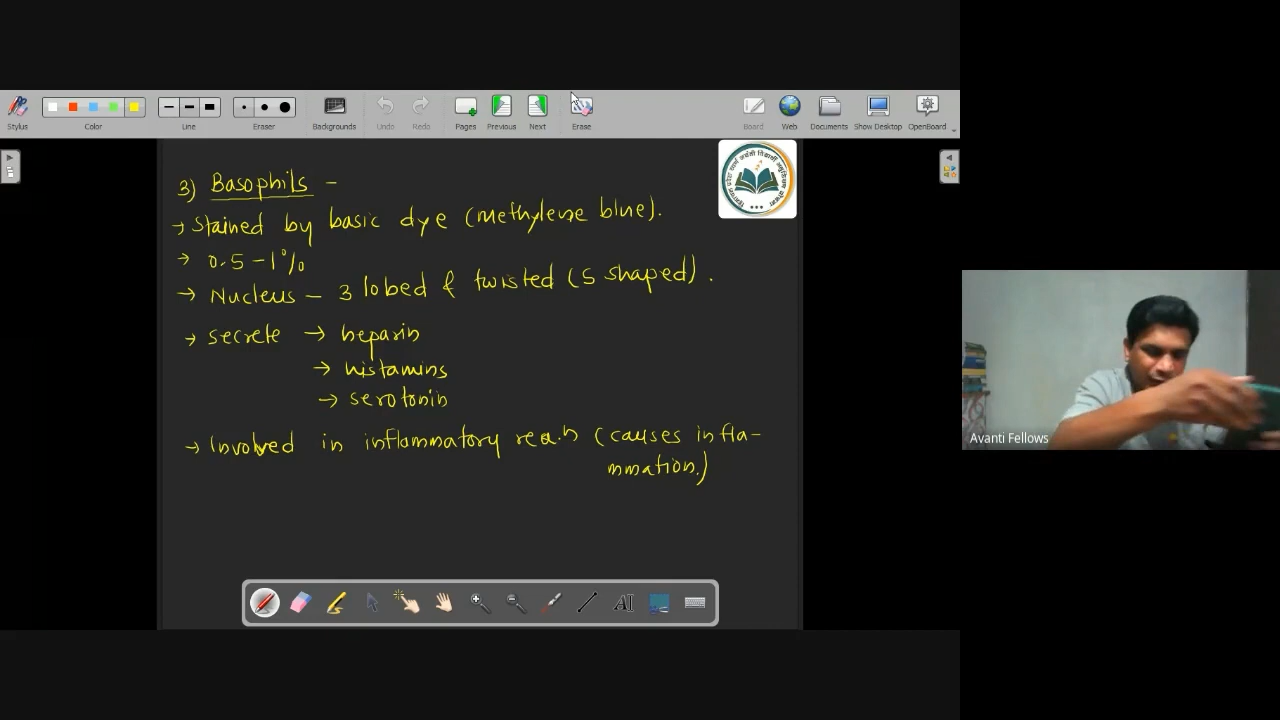 Stylus
Color
Line
Eraser
Backgrounds
Undo
Redo
Pages
Previous
Next
Erase
Board
Web
Documents
Show Desktop
OpenBoard
3) Basophils –
→ Stained by basic dye (methylene blue).
→ 0.5 – 1%
→ Nucleus – 3 lobed & twisted (S shaped).
→ secrete → heparin
→ histamins
→ serotonin
→ Involved in inflammatory reac.n (causes infla-
mmation.)
AI
Avanti Fellows